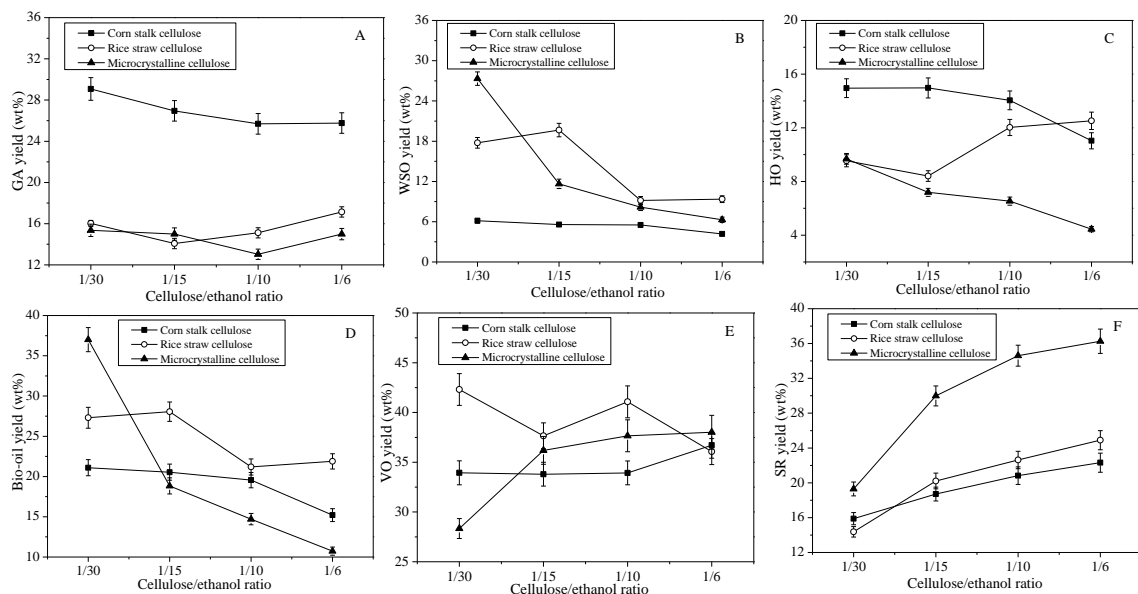 A
Corn stalk cellulose
Rice straw cellulose
Microcrystalline cellulose
GA yield (wt%)
36
32
28
24
20
16
12
1/30
1/15
1/10
1/6
Cellulose/ethanol ratio
B
Corn stalk cellulose
Rice straw cellulose
Microcrystalline cellulose
WSO yield (wt%)
36
30
24
18
12
6
0
1/30
1/15
1/10
1/6
Cellulose/ethanol ratio
C
Corn stalk cellulose
Rice straw cellulose
Microcrystalline cellulose
HO yield (wt%)
20
16
12
8
4
1/30
1/15
1/10
1/6
Cellulose/ethanol ratio
D
Corn stalk cellulose
Rice straw cellulose
Microcrystalline cellulose
Bio-oil yield (wt%)
40
35
30
25
20
15
10
1/30
1/15
1/10
1/6
Cellulose/ethanol ratio
E
Corn stalk cellulose
Rice straw cellulose
Microcrystalline cellulose
VO yield (wt%)
50
45
40
35
30
25
1/30
1/15
1/10
1/6
Cellulose/ethanol ratio
F
Corn stalk cellulose
Rice straw cellulose
Microcrystalline cellulose
SR yield (wt%)
40
36
32
28
24
20
16
12
1/30
1/15
1/10
1/6
Cellulose/ethanol ratio